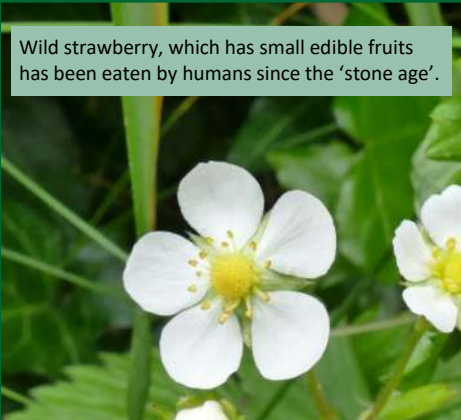 Wild strawberry, which has small edible fruits
has been eaten by humans since the ‘stone age’.